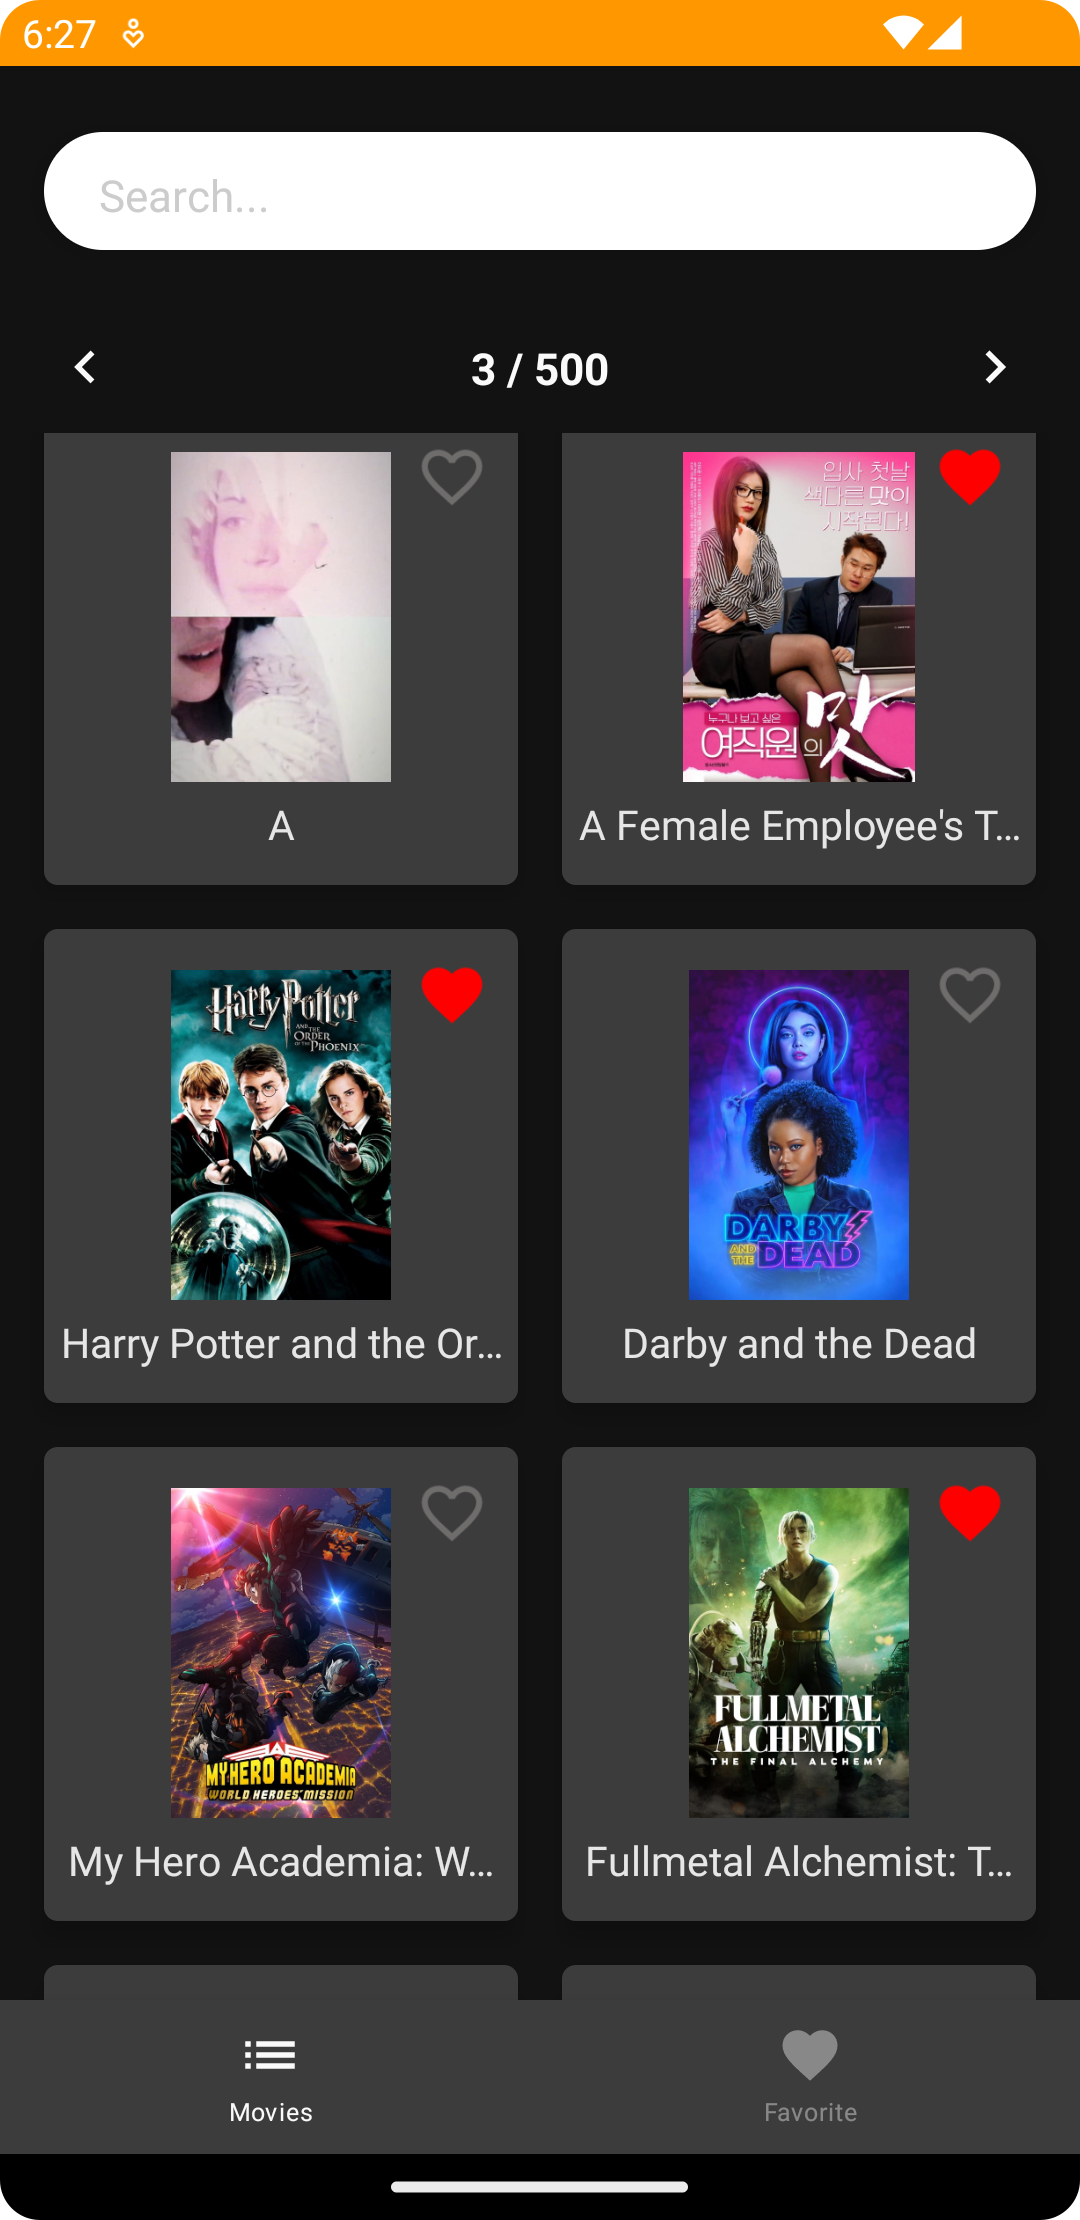 6:27
Search...
3 / 500
입사 첫날
색다른 맛이
시작된다!
누구나 보고 싶은
여직원의 맛
A
A Female Employee's T...
Harry Potter
AND THE
ORDER
OF THE PHOENIX
DARBY
AND THE DEAD
Harry Potter and the Or...
Darby and the Dead
MY HERO ACADEMIA
WORLD HEROES' MISSION
FULLMETAL
ALCHEMIST
THE FINAL ALCHEMY
My Hero Academia: W...
Fullmetal Alchemist: T...
Movies
Favorite